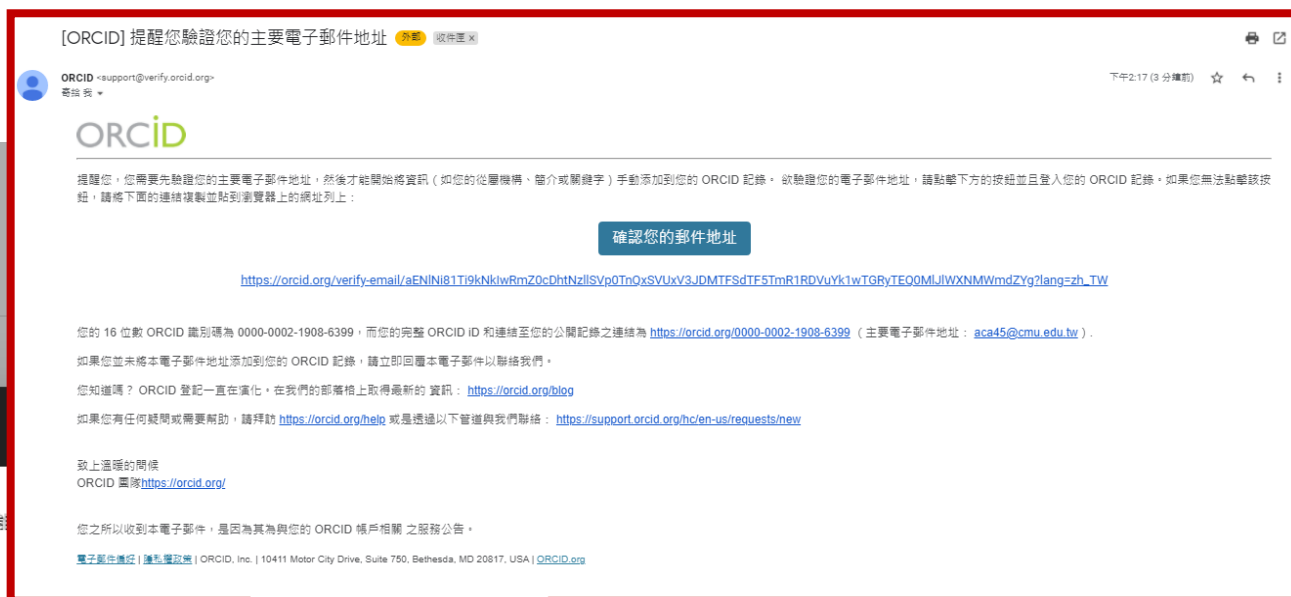 [ORCID] 提醒您驗證您的主要電子郵件地址 外部 收件匣 x
ORCID <support@verify.orcid.org>
下午2:17 (3 分鐘前)
寄給 我
ORCID
提醒您，您需要先驗證您的主要電子郵件地址，然後才能開始將資訊 ( 如您的從屬機構、簡介或關鍵字 ) 手動添加到您的 ORCID 記錄。 欲驗證您的電子郵件地址，請點擊下方的按鈕並且登入您的 ORCID 記錄。如果您無法點擊該按
鈕，請將下面的連結複製並貼到瀏覽器上的網址列上：
確認您的郵件地址
您的 16 位數 ORCID 識別碼為 0000-0002-1908-6399，而您的完整 ORCID iD 和連結至您的公開記錄之連結為 https://orcid.org/0000-0002-1908-6399 （ 主要電子郵件地址： aca45@cmu.edu.tw ）.
如果您並未將本電子郵件地址添加到您的 ORCID 記錄，請立即回覆本電子郵件以聯絡我們。
您知道嗎？ ORCID 登記一直在演化。在我們的部落格上取得最新的 資訊： https://orcid.org/blog
如果您有任何疑問或需要幫助，請拜訪 https://orcid.org/help 或是透過以下管道與我們聯絡： https://support.orcid.org/hc/en-us/requests/new
致上溫暖的問候
ORCID 團隊https://orcid.org/
您之所以收到本電子郵件，是因為其為與您的 ORCID 帳戶相關 之服務公告。
電子郵件偏好 | 隱私權政策 | ORCID, Inc. | 10411 Motor City Drive, Suite 750, Bethesda, MD 20817, USA | ORCID.org